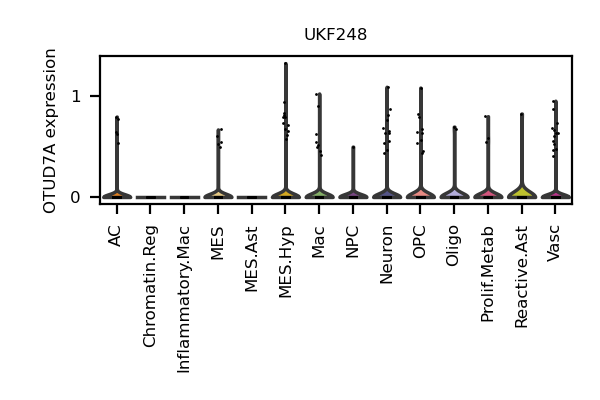 UKF248
OTUD7A expression
1
0
AC
Chromatin.Reg
Inflammatory.Mac
MES
MES.Ast
MES.Hyp
Mac
NPC
Neuron
OPC
Oligo
Prolif.Metab
Reactive.Ast
Vasc